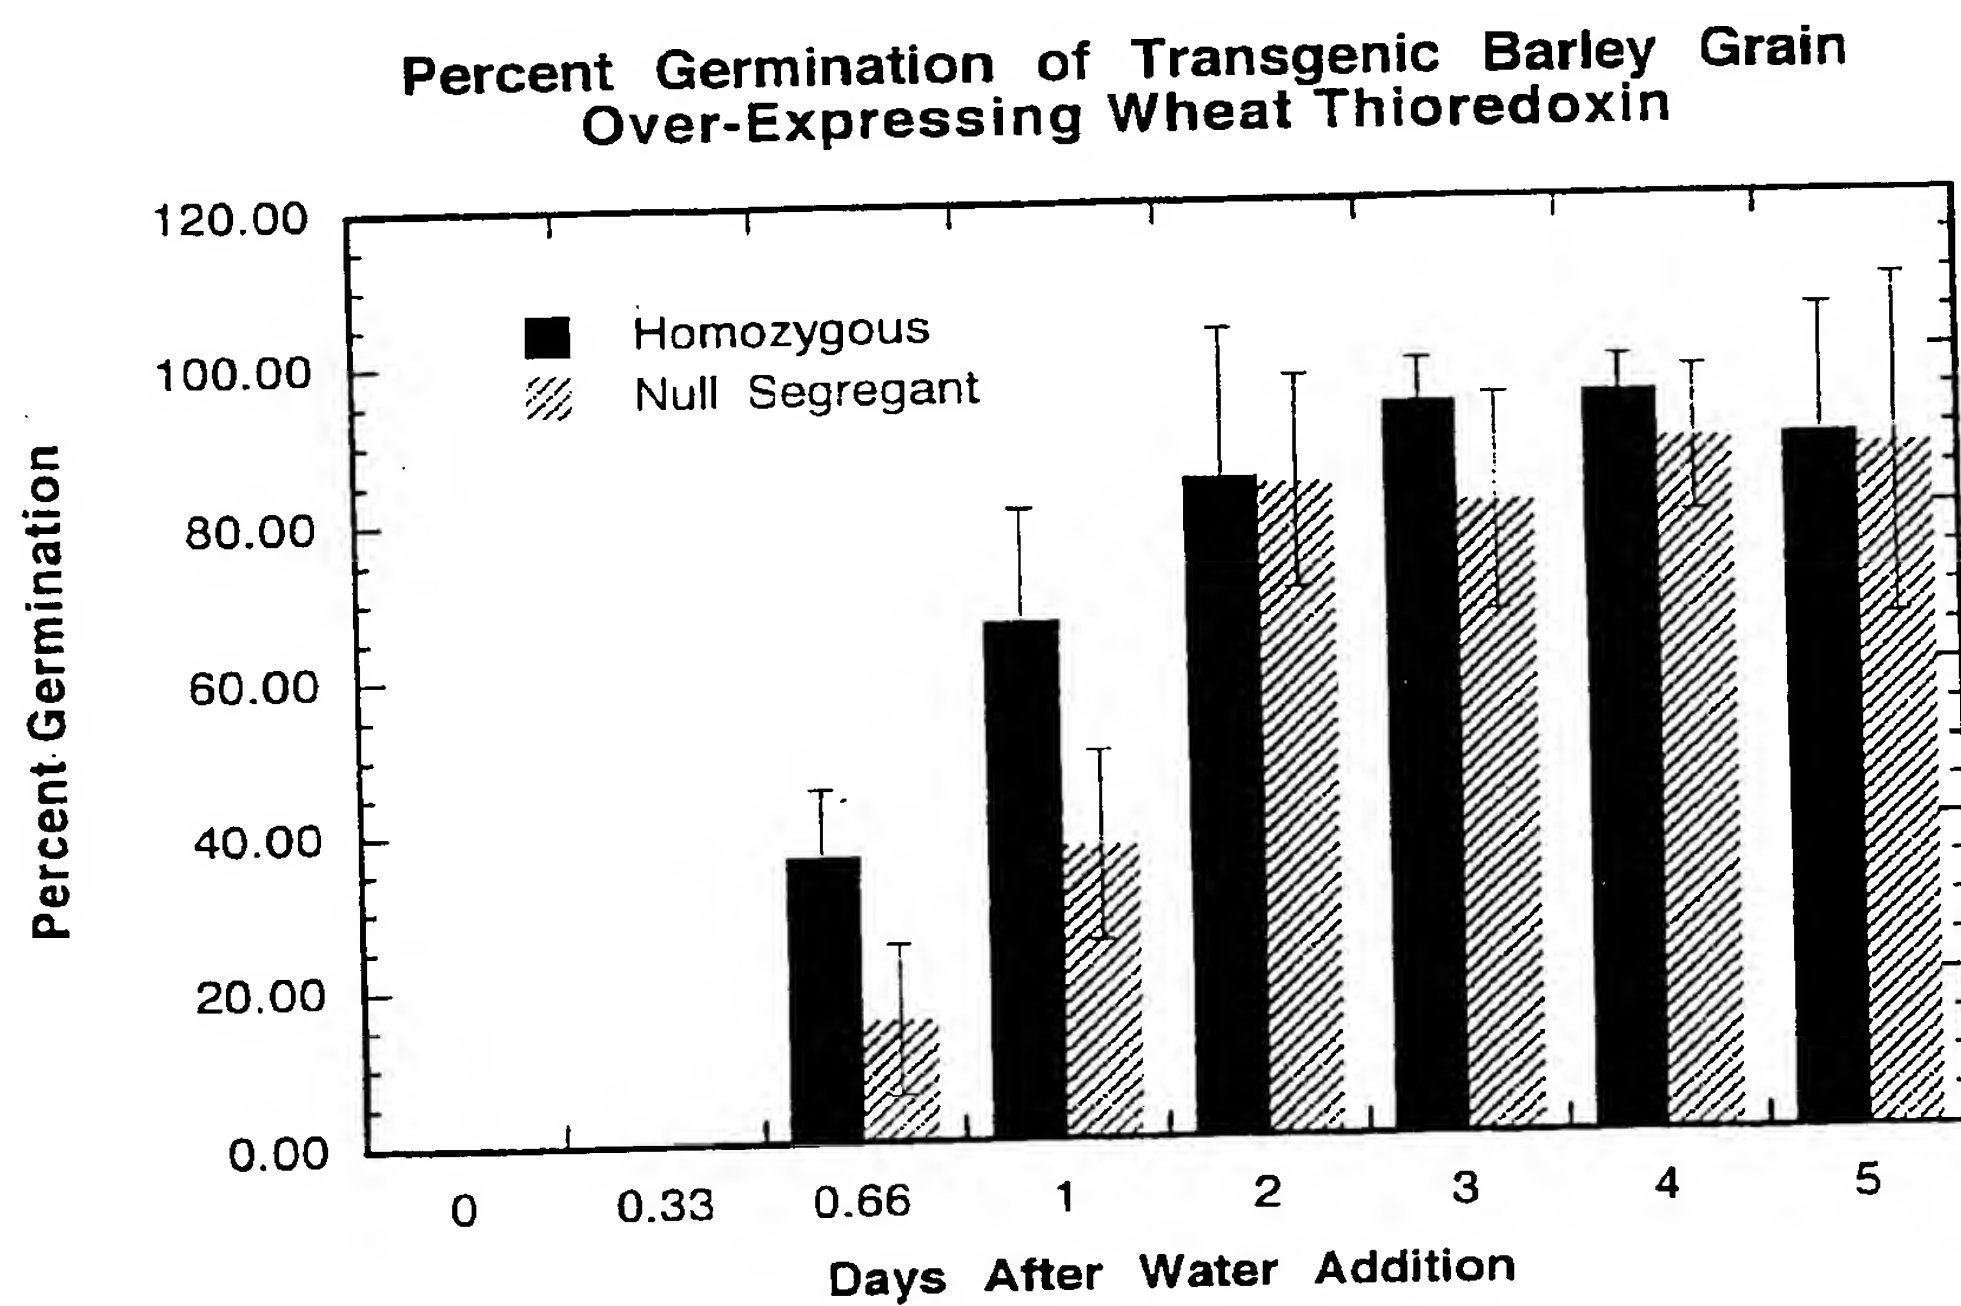 Percent Germination of Transgenic Barley Grain
Over-Expressing Wheat Thioredoxin
120.00
100.00
80.00
60.00
40.00
20.00
0.00
Percent Germination
Homozygous
Null Segregant
0 0.33 0.66 1 2 3 4 5
Days After Water Addition